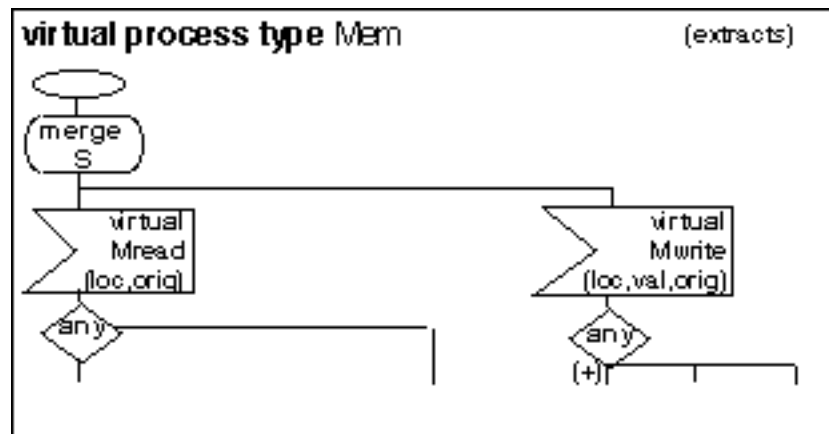 virtual process type Mem
(extracts)
merge
S
virtual
Mread
(loc,orig)
virtual
Mwrite
(loc,val,orig)
any
any
(+)